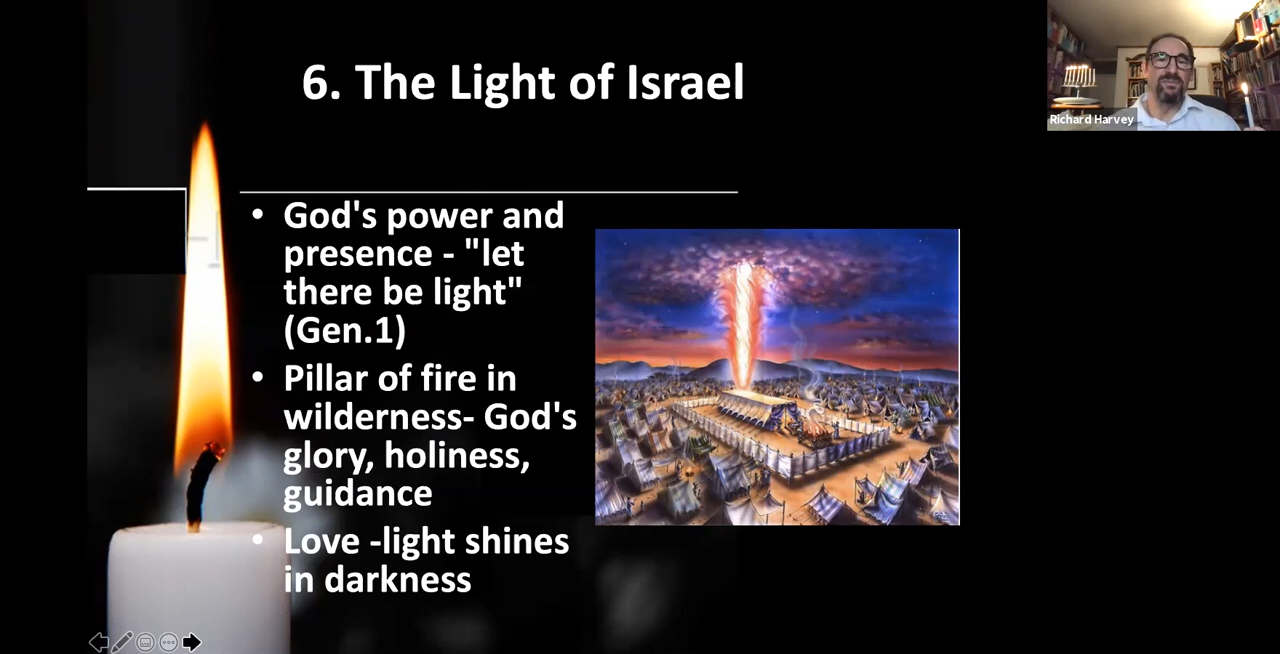 6. The Light of Israel
Richard Harvey
• God's power and
presence - "let
there be light"
(Gen.1)
• Pillar of fire in
wilderness- God's
glory, holiness,
guidance
• Love -light shines
in darkness